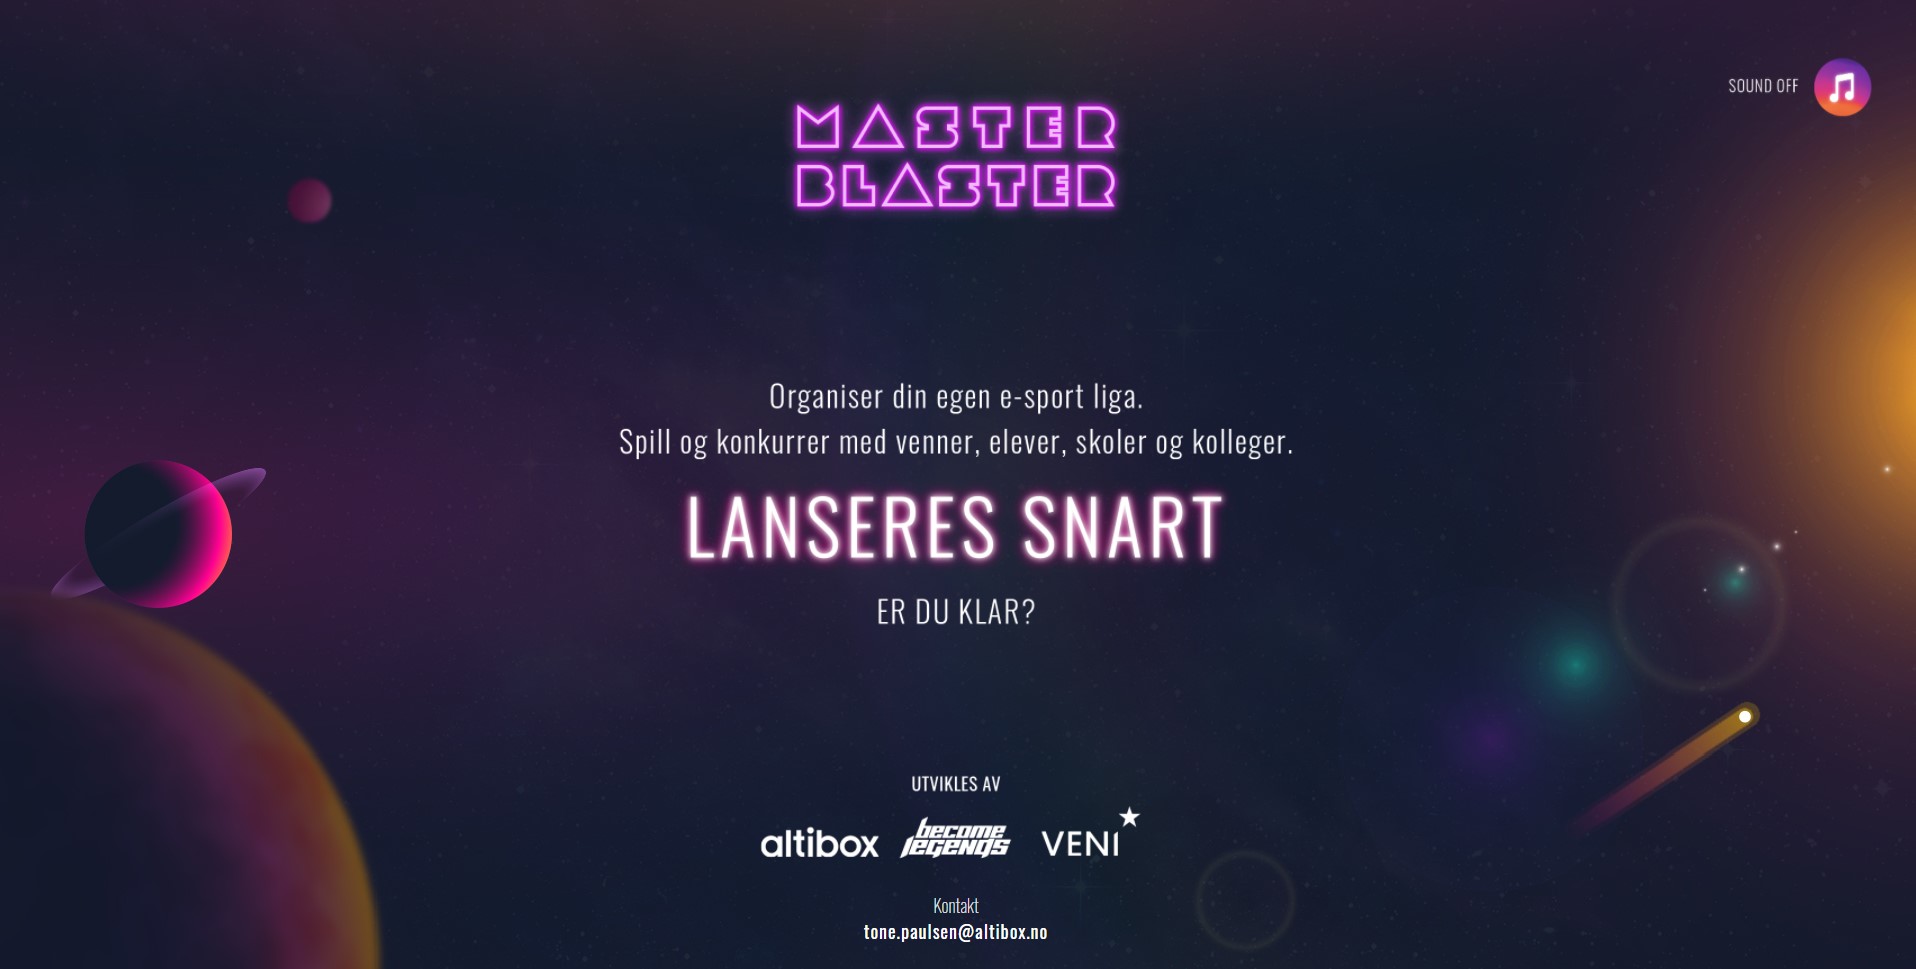 SOUND OFF
MASTER
BLASTER
Organiser din egen e-sport liga.
Spill og konkurrer med venner, elever, skoler og kolleger.
LANSERES SNART
ER DU KLAR?
UTVIKLES AV
altibox become legends VENI
Kontakt
tone.paulsen@altibox.no